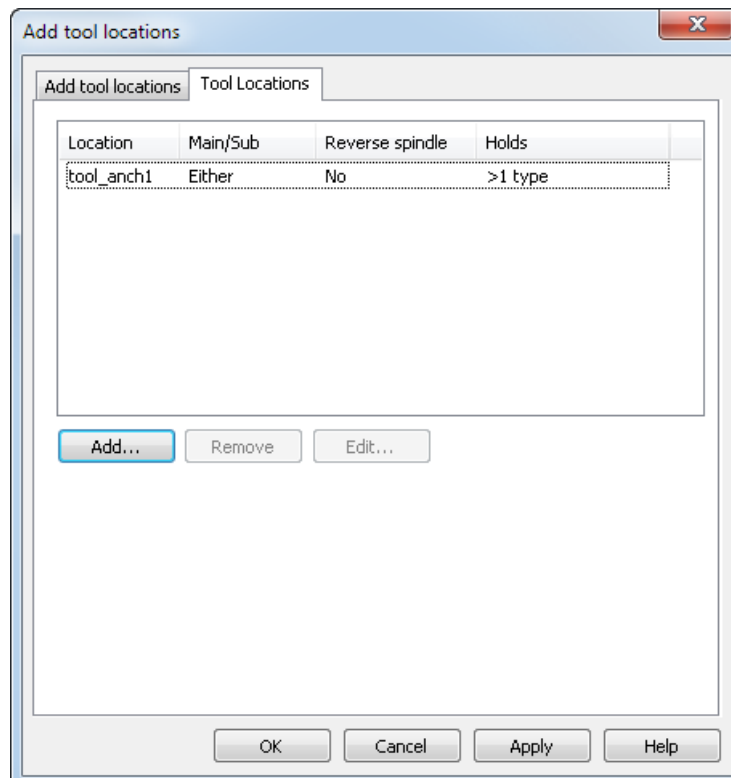 Add tool locations
Add tool locations Tool Locations
Location Main/Sub Reverse spindle Holds
tool_anch1 Either No >1 type
Add... Remove Edit...
OK Cancel Apply Help